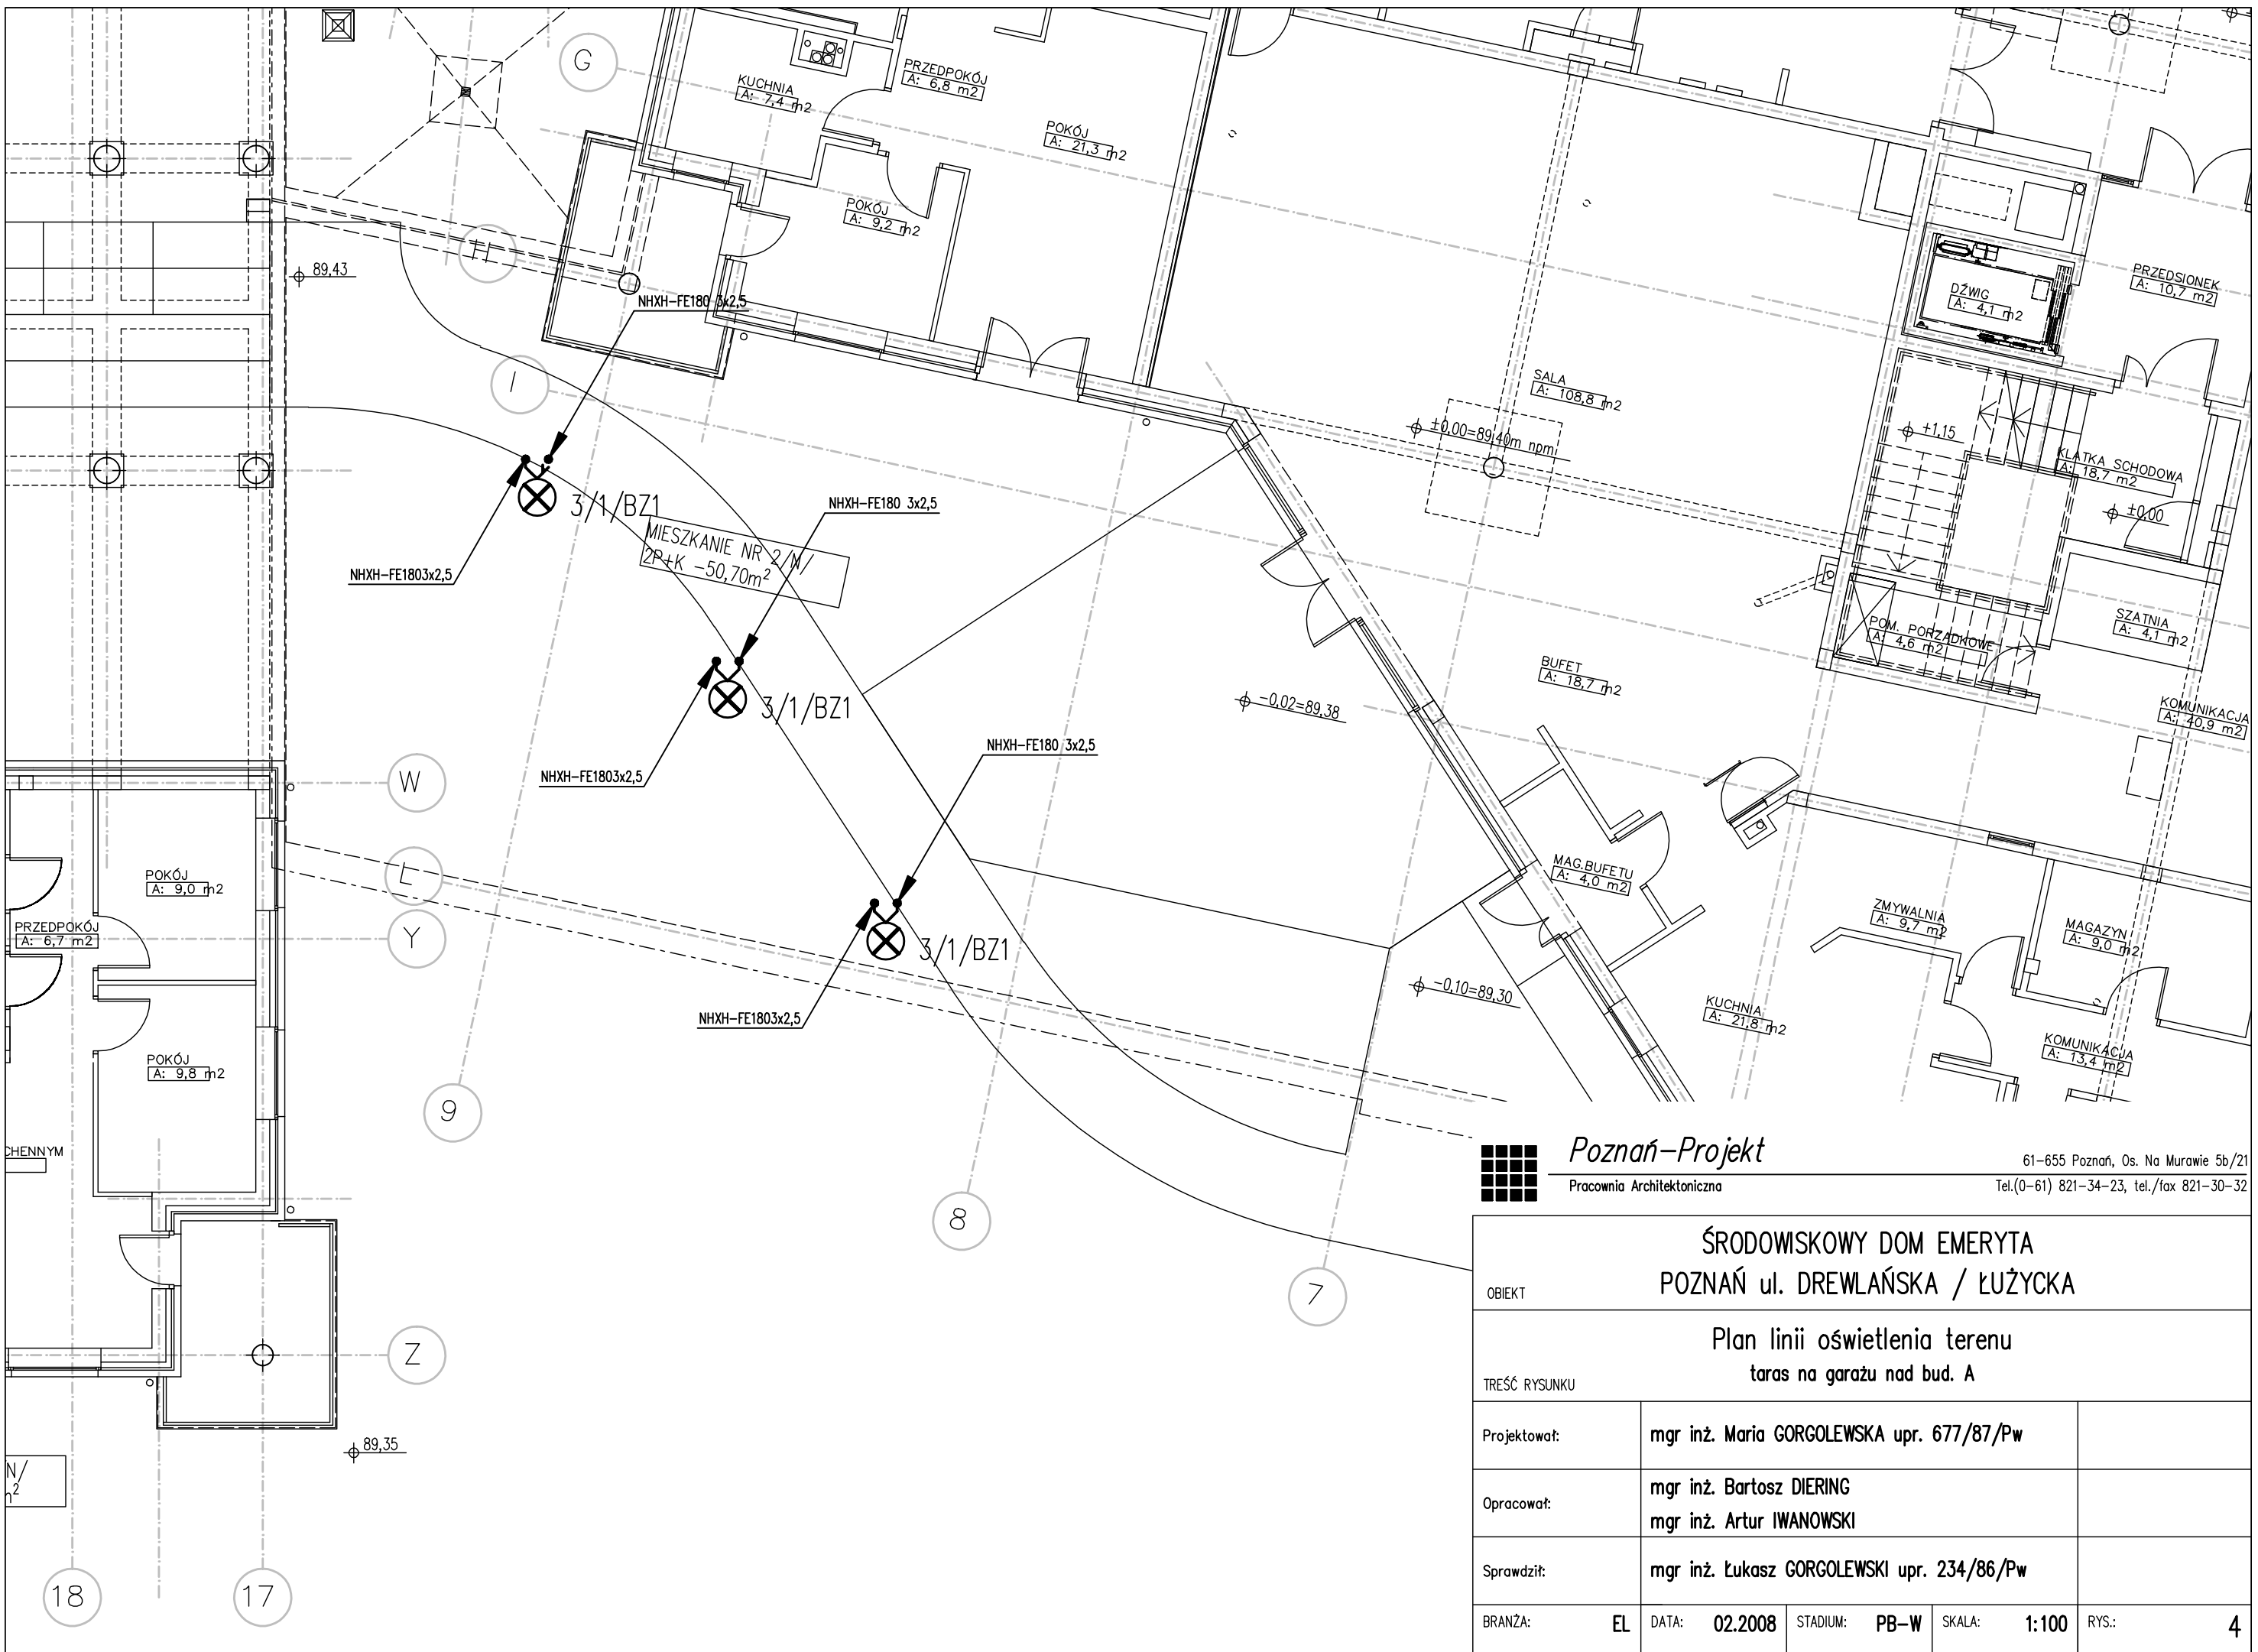 G
KUCHNIA
A: 7,4 m2
PRZEDPOKÓJ
A: 6,8 m2
POKÓJ
A: 21,3 m2
POKÓJ
A: 9,2 m2
H
89,43
NHXH-FE180 3x2,5
I
DŹWIG
A: 4,1 m2
PRZEDSIONEK
A: 10,7 m2
SALA
A: 108,8 m2
±0,00=89,40m npm
+1,15
KLATKA SCHODOWA
A: 18,7 m2
±0,00
3/1/BZ1
NHXH-FE1803x2,5
MIESZKANIE NR 2/N/
2P+K -50,70m²
NHXH-FE180 3x2,5
3/1/BZ1
NHXH-FE1803x2,5
SZATNIA
A: 4,1 m2
POM. PORZĄDKOWE
A: 4,6 m2
BUFET
A: 18,7 m2
-0,02=89,38
KOMUNIKACJA
A: 40,9 m2
NHXH-FE180 3x2,5
3/1/BZ1
NHXH-FE1803x2,5
W
L
Y
POKÓJ
A: 9,0 m2
PRZEDPOKÓJ
A: 6,7 m2
POKÓJ
A: 9,8 m2
CHENNYM
MAG.BUFETU
A: 4,0 m2
ZMYWALNIA
A: 9,7 m2
MAGAZYN
A: 9,0 m2
-0,10=89,30
KUCHNIA
A: 21,8 m2
KOMUNIKACJA
A: 13,4 m2
9
8
7
Z
89,35
N/
m²
18
17
Poznań-Projekt
Pracownia Architektoniczna
61-655 Poznań, Os. Na Murawie 5b/21
Tel.(0-61) 821-34-23, tel./fax 821-30-32
OBIEKT
ŚRODOWISKOWY DOM EMERYTA
POZNAŃ ul. DREWLAŃSKA / ŁUŻYCKA
TREŚĆ RYSUNKU
Plan linii oświetlenia terenu
taras na garażu nad bud. A
Projektował: mgr inż. Maria GORGOLEWSKA upr. 677/87/Pw
Opracował: mgr inż. Bartosz DIERING
mgr inż. Artur IWANOWSKI
Sprawdził: mgr inż. Łukasz GORGOLEWSKI upr. 234/86/Pw
BRANŻA: EL DATA: 02.2008 STADIUM: PB-W SKALA: 1:100 RYS.: 4